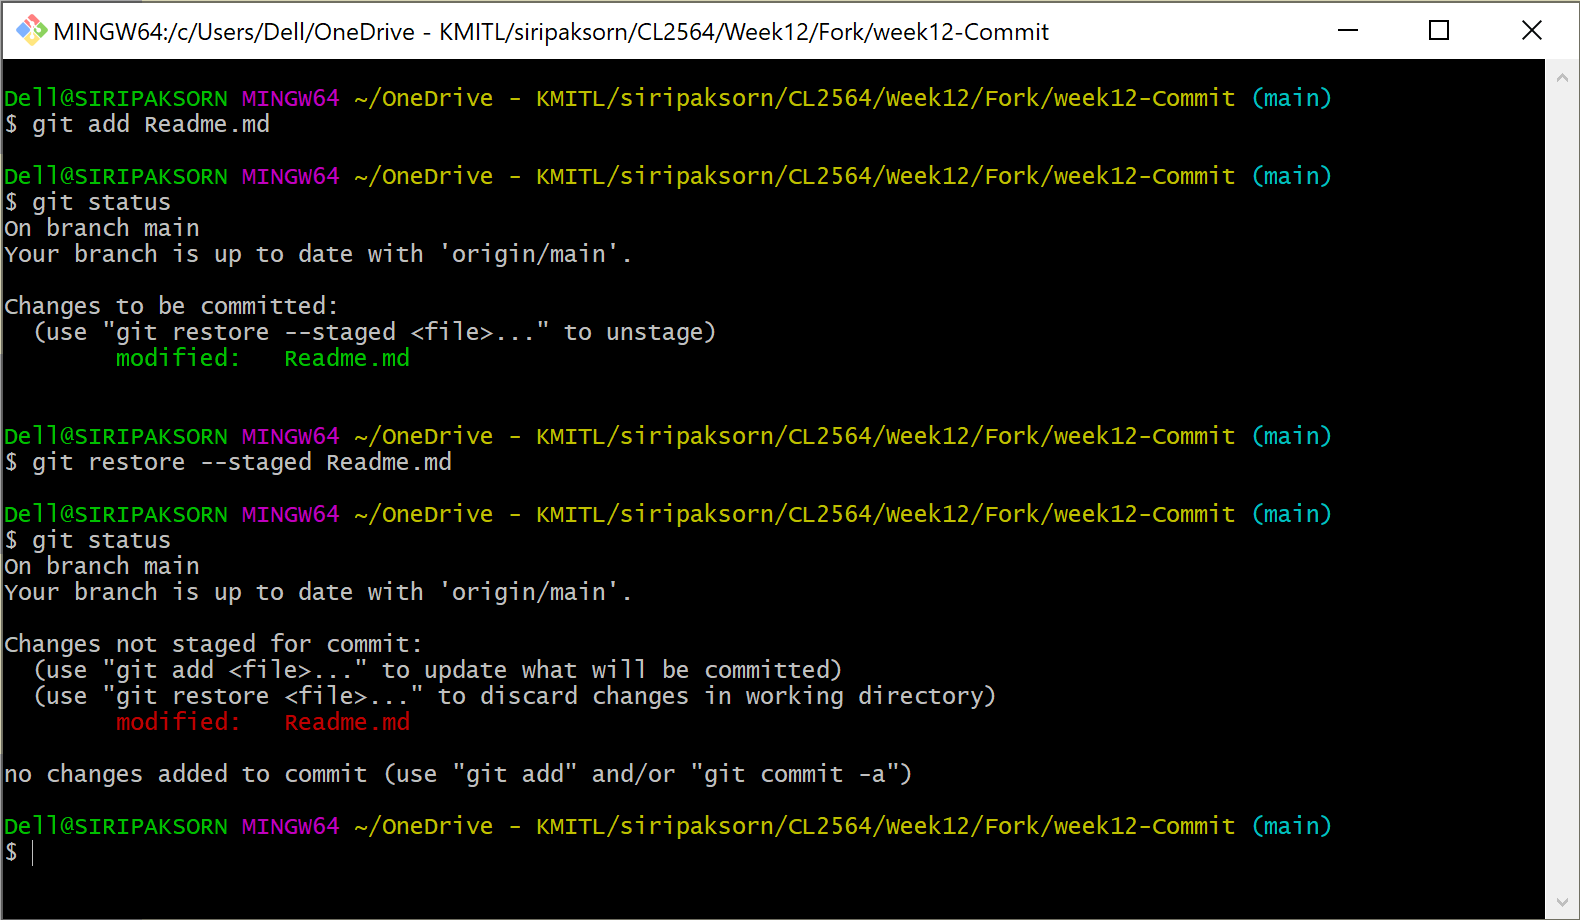 MINGW64:/c/Users/Dell/OneDrive - KMITL/siripaksorn/CL2564/Week12/Fork/week12-Commit
Dell@SIRIPAKSORN MINGW64 ~/OneDrive - KMITL/siripaksorn/CL2564/Week12/Fork/week12-Commit (main)
$ git add Readme.md
Dell@SIRIPAKSORN MINGW64 ~/OneDrive - KMITL/siripaksorn/CL2564/Week12/Fork/week12-Commit (main)
$ git status
On branch main
Your branch is up to date with 'origin/main'.
Changes to be committed:
  (use "git restore --staged <file>..." to unstage)
        modified:   Readme.md
Dell@SIRIPAKSORN MINGW64 ~/OneDrive - KMITL/siripaksorn/CL2564/Week12/Fork/week12-Commit (main)
$ git restore --staged Readme.md
Dell@SIRIPAKSORN MINGW64 ~/OneDrive - KMITL/siripaksorn/CL2564/Week12/Fork/week12-Commit (main)
$ git status
On branch main
Your branch is up to date with 'origin/main'.
Changes not staged for commit:
  (use "git add <file>..." to update what will be committed)
  (use "git restore <file>..." to discard changes in working directory)
        modified:   Readme.md
no changes added to commit (use "git add" and/or "git commit -a")
Dell@SIRIPAKSORN MINGW64 ~/OneDrive - KMITL/siripaksorn/CL2564/Week12/Fork/week12-Commit (main)
$